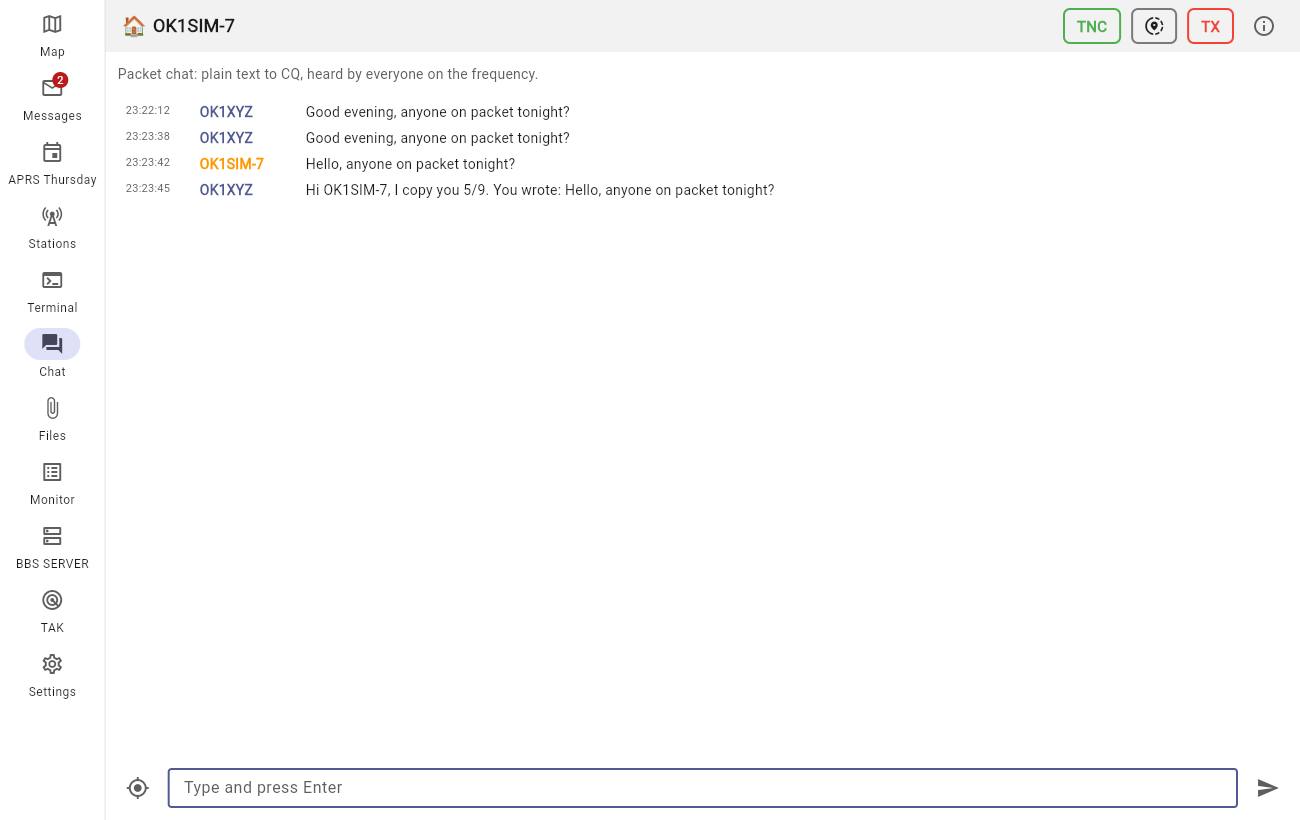 OK1SIM-7
TNC
TX
Map
2
Messages
APRS Thursday
Stations
Terminal
Chat
Files
Monitor
BBS SERVER
TAK
Settings
Packet chat: plain text to CQ, heard by everyone on the frequency.
23:22:12 OK1XYZ Good evening, anyone on packet tonight?
23:23:38 OK1XYZ Good evening, anyone on packet tonight?
23:23:42 OK1SIM-7 Hello, anyone on packet tonight?
23:23:45 OK1XYZ Hi OK1SIM-7, I copy you 5/9. You wrote: Hello, anyone on packet tonight?
Type and press Enter